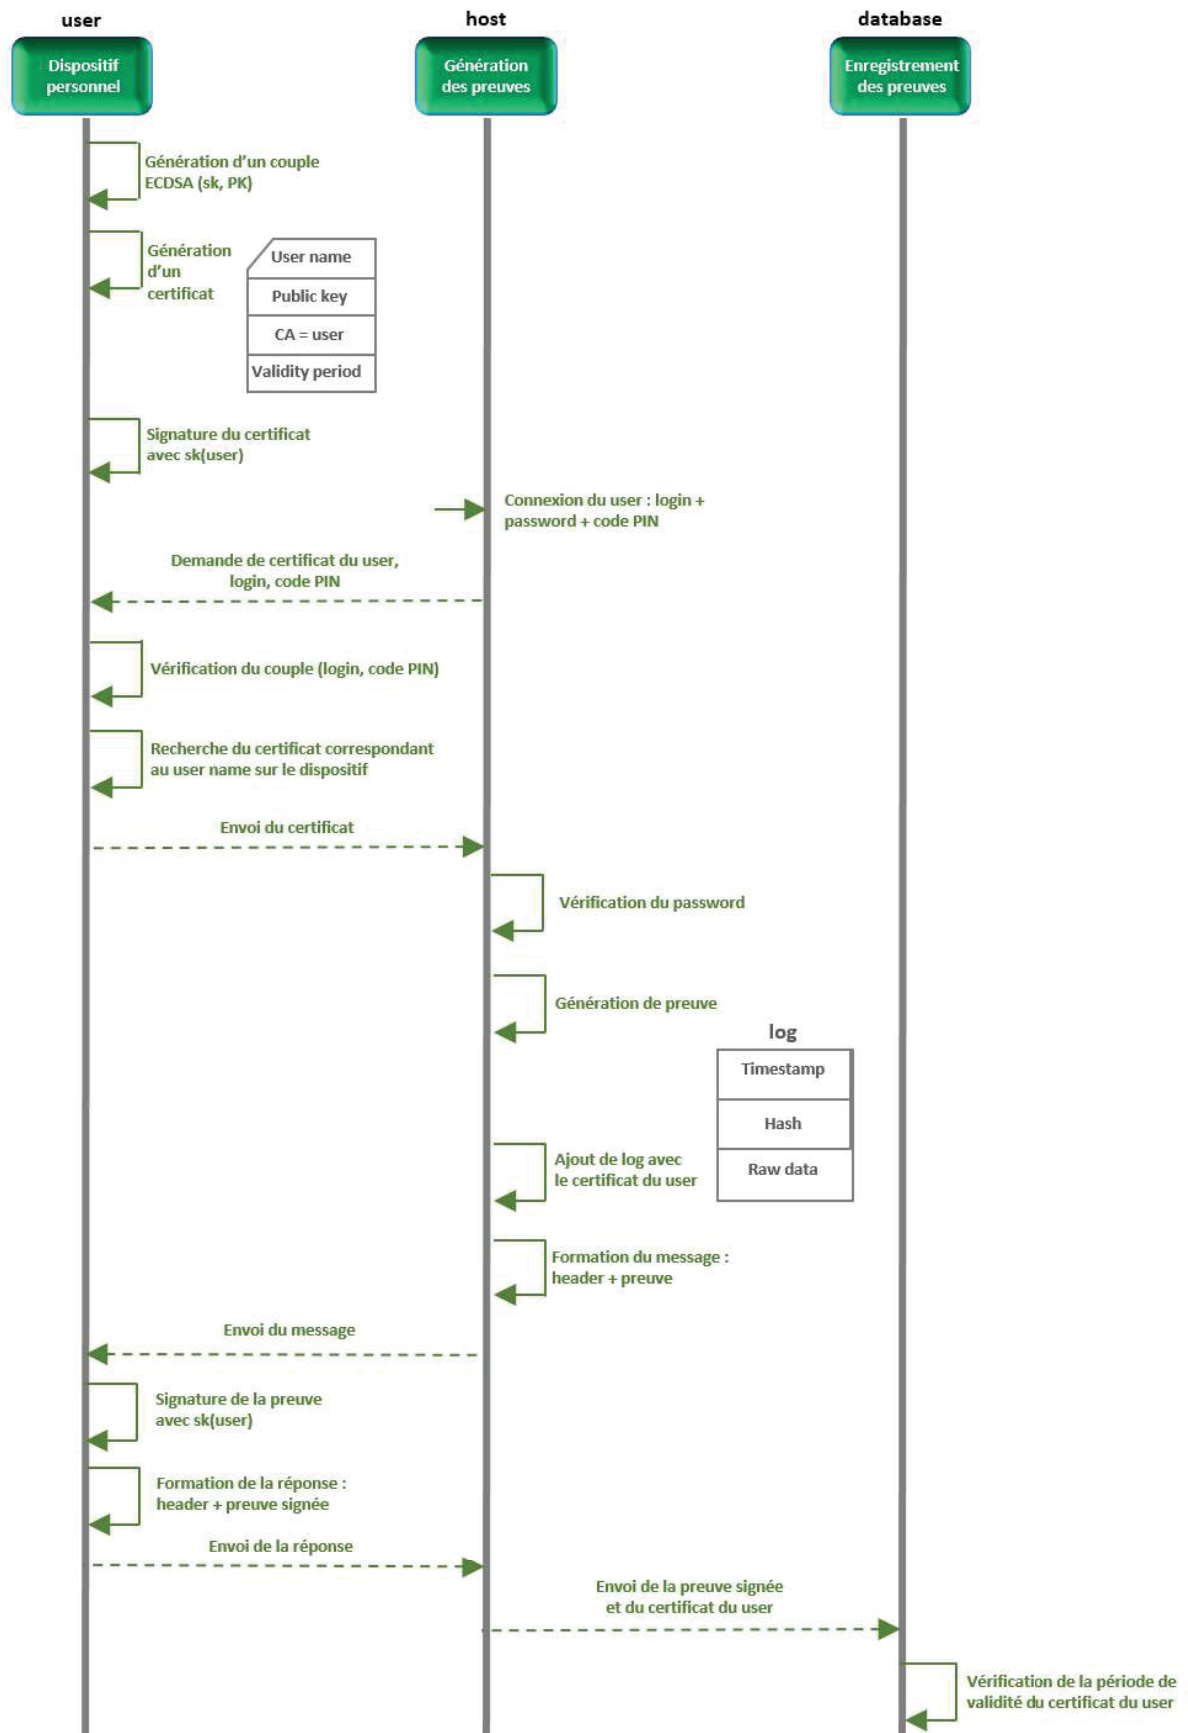 user
host
database
Dispositif
personnel
Génération
des preuves
Enregistrement
des preuves
Génération d'un couple
ECDSA (sk, PK)
Génération
d'un
certificat
User name
Public key
CA = user
Validity period
Signature du certificat
avec sk(user)
Connexion du user : login +
password + code PIN
Demande de certificat du user,
login, code PIN
Vérification du couple (login, code PIN)
Recherche du certificat correspondant
au user name sur le dispositif
Envoi du certificat
Vérification du password
Génération de preuve
log
Timestamp
Hash
Raw data
Ajout de log avec
le certificat du user
Formation du message :
header + preuve
Envoi du message
Signature de la preuve
avec sk(user)
Formation de la réponse :
header + preuve signée
Envoi de la réponse
Envoi de la preuve signée
et du certificat du user
Vérification de la période de
validité du certificat du user